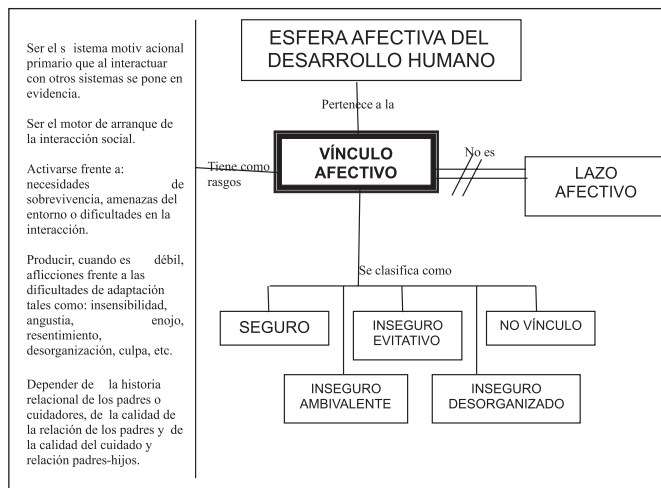 Ser el s istema motiv acional
primario que al interactuar
con otros sistemas se pone en
evidencia.
Ser el motor de arranque de
la interacción social.
Activarse frente a:
necesidades de
sobrevivencia, amenazas del
entorno o dificultades en la
interacción.
Producir, cuando es débil,
aflicciones frente a las
dificultades de adaptación
tales como: insensibilidad,
angustia, enojo,
resentimiento,
desorganización, culpa, etc.
Depender de la historia
relacional de los padres o
cuidadores, de la calidad de
la relación de los padres y de
la calidad del cuidado y
relación padres-hijos.
ESFERA AFECTIVA DEL
DESARROLLO HUMANO
Pertenece a la
Tiene como
rasgos
VÍNCULO
AFECTIVO
No es
LAZO
AFECTIVO
Se clasifica como
SEGURO
INSEGURO
EVITATIVO
NO VÍNCULO
INSEGURO
AMBIVALENTE
INSEGURO
DESORGANIZADO